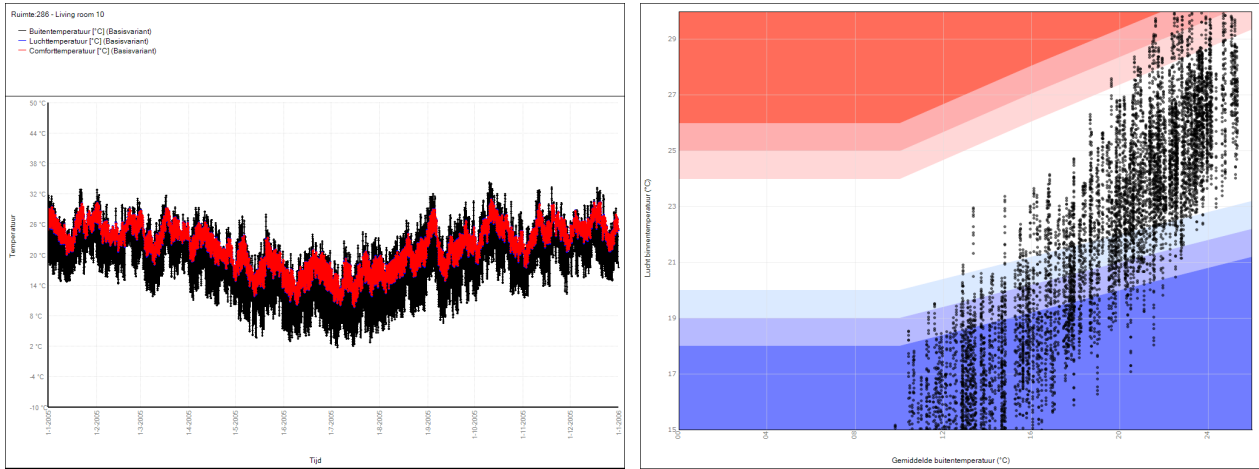 Ruimte:286 - Living room 10
Buitentemperatuur [°C] (Basisvariant)
Luchttemperatuur [°C] (Basisvariant)
Comforttemperatuur [°C] (Basisvariant)
50 °C
44 °C
38 °C
32 °C
26 °C
20 °C
14 °C
8 °C
2 °C
-4 °C
-10 °C
Temperatuur
1-1-2005
1-2-2005
1-3-2005
1-4-2005
1-5-2005
1-6-2005
1-7-2005
1-8-2005
1-9-2005
1-10-2005
1-11-2005
1-12-2005
1-1-2006
Tijd
29
27
25
23
21
19
17
15
Lucht binnentemperatuur (°C)
00
04
08
12
16
20
24
Gemiddelde buitentemperatuur (°C)